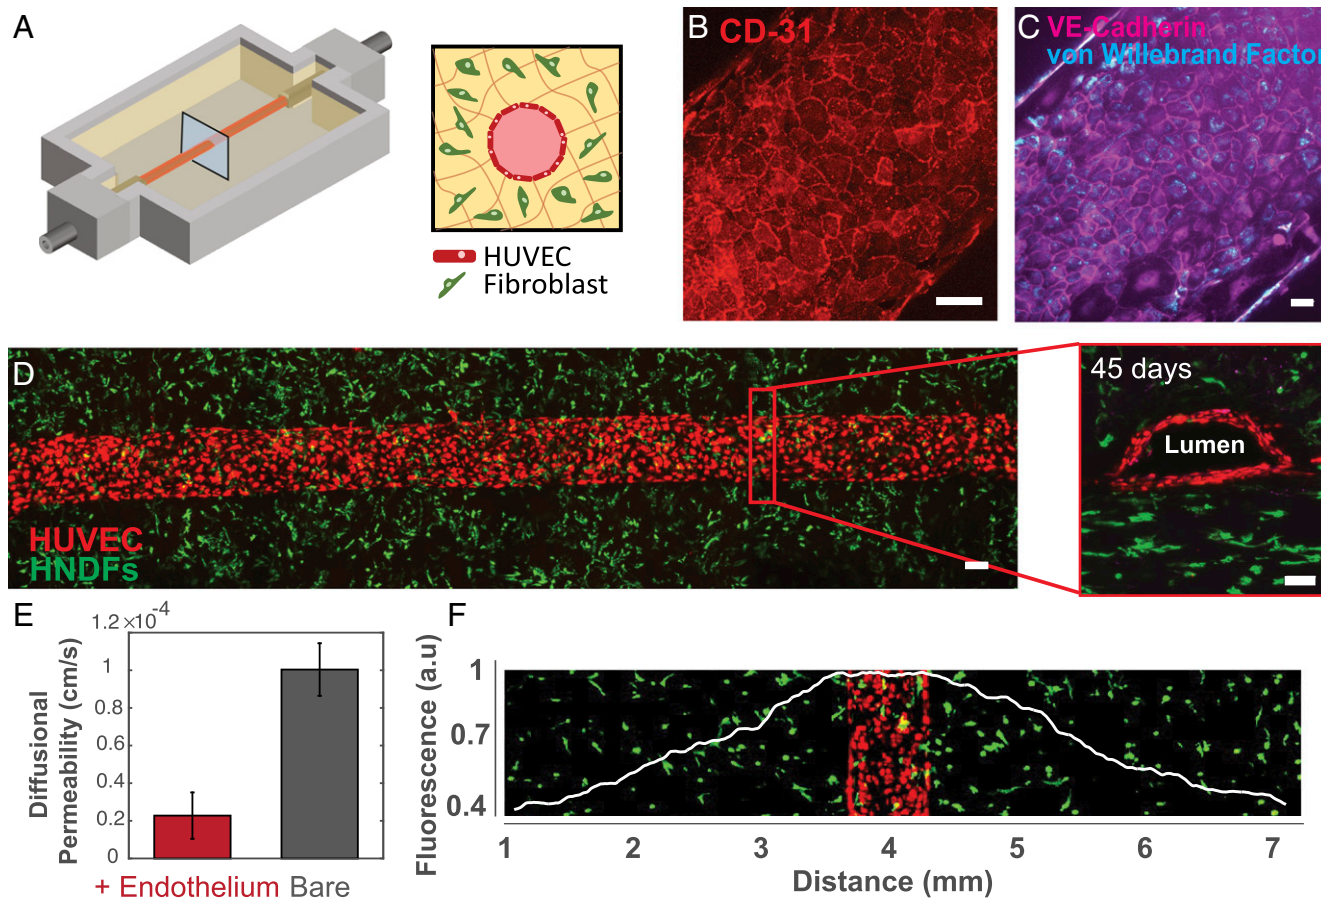 A
HUVEC
Fibroblast
B CD-31
C VE-Cadherin
von Willebrand Factor
D
HUVEC
HNDFs
45 days
Lumen
E
1.2×10-4
1
0.8
0.6
0.4
0.2
0
Diffusional
Permeability (cm/s)
+ Endothelium Bare
F
Fluorescence (a.u)
1
0.7
0.4
1 2 3 4 5 6 7
Distance (mm)